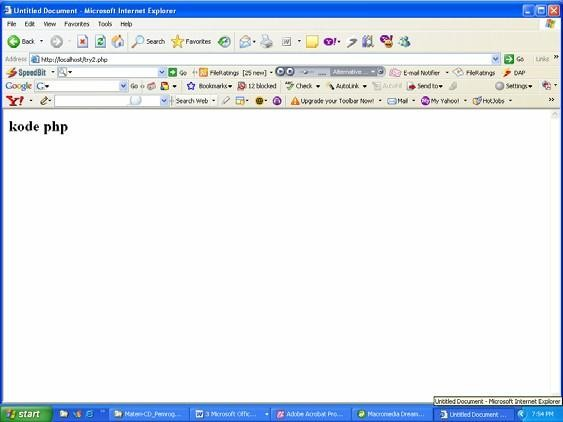 Untitled Document - Microsoft Internet Explorer
File Edit View Favorites Tools Help
Back Search Favorites
Address http://localhost/try2.php Go Links
SpeedBit Go FileRatings [25 new] Alternative ... E-mail Notifier FileRatings DAP
Google G Go Bookmarks 12 blocked Check AutoLink AutoFill Send to Settings
Y! Search Web Upgrade your Toolbar Now! Mail My Yahoo! HotJobs
kode php
Untitled Document - Microsoft Internet Explorer
start Materi-CD_Pemrog... 3 Microsoft Offic... Adobe Acrobat Pro... Macromedia Dream... Untitled Document ... 7:54 PM